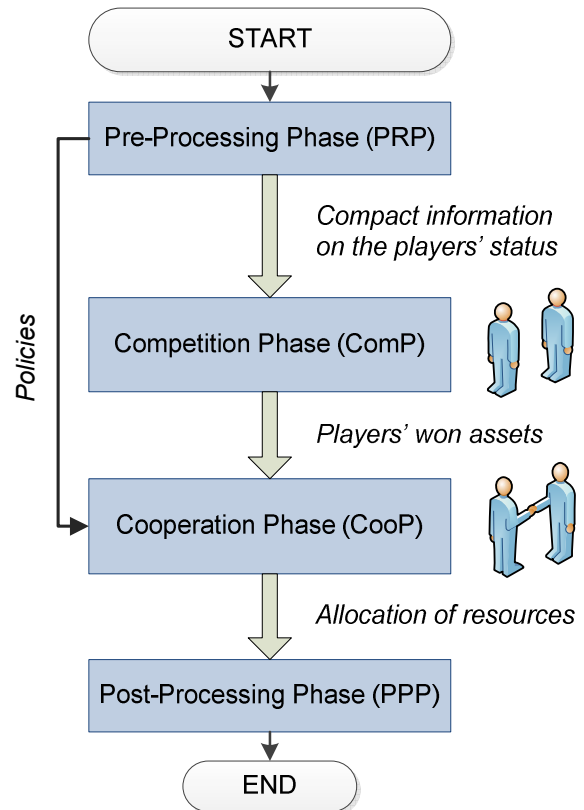 START
Pre-Processing Phase (PRP)
Compact information
on the players’ status
Competition Phase (ComP)
Policies
Players’ won assets
Cooperation Phase (CooP)
Allocation of resources
Post-Processing Phase (PPP)
END